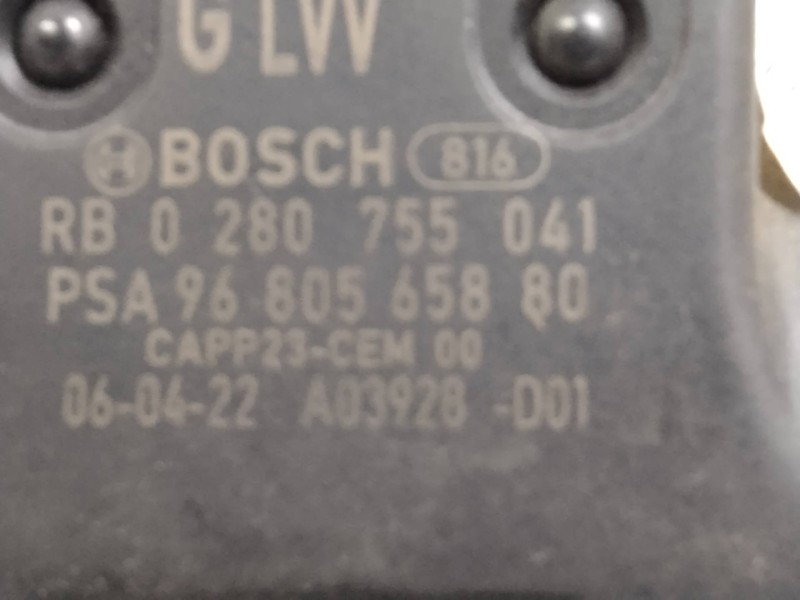 G LVV
BOSCH 816
RB 0 280 755 041
PSA 96 805 658 80
CAPP23-CEM 00
06-04-22 A03928 -D01